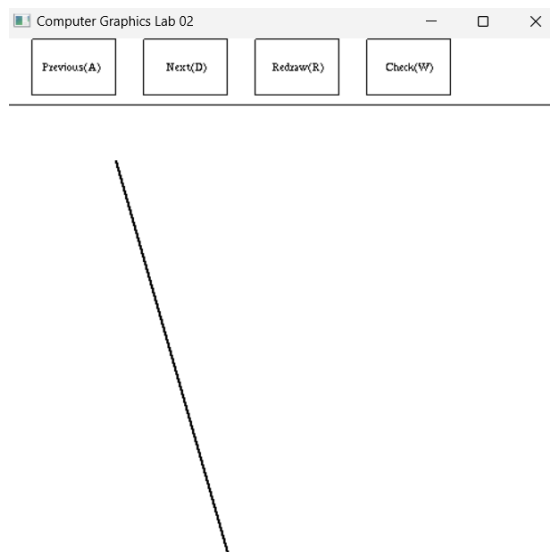 Computer Graphics Lab 02
Previous(A) Next(D) Redraw(R) Check(W)